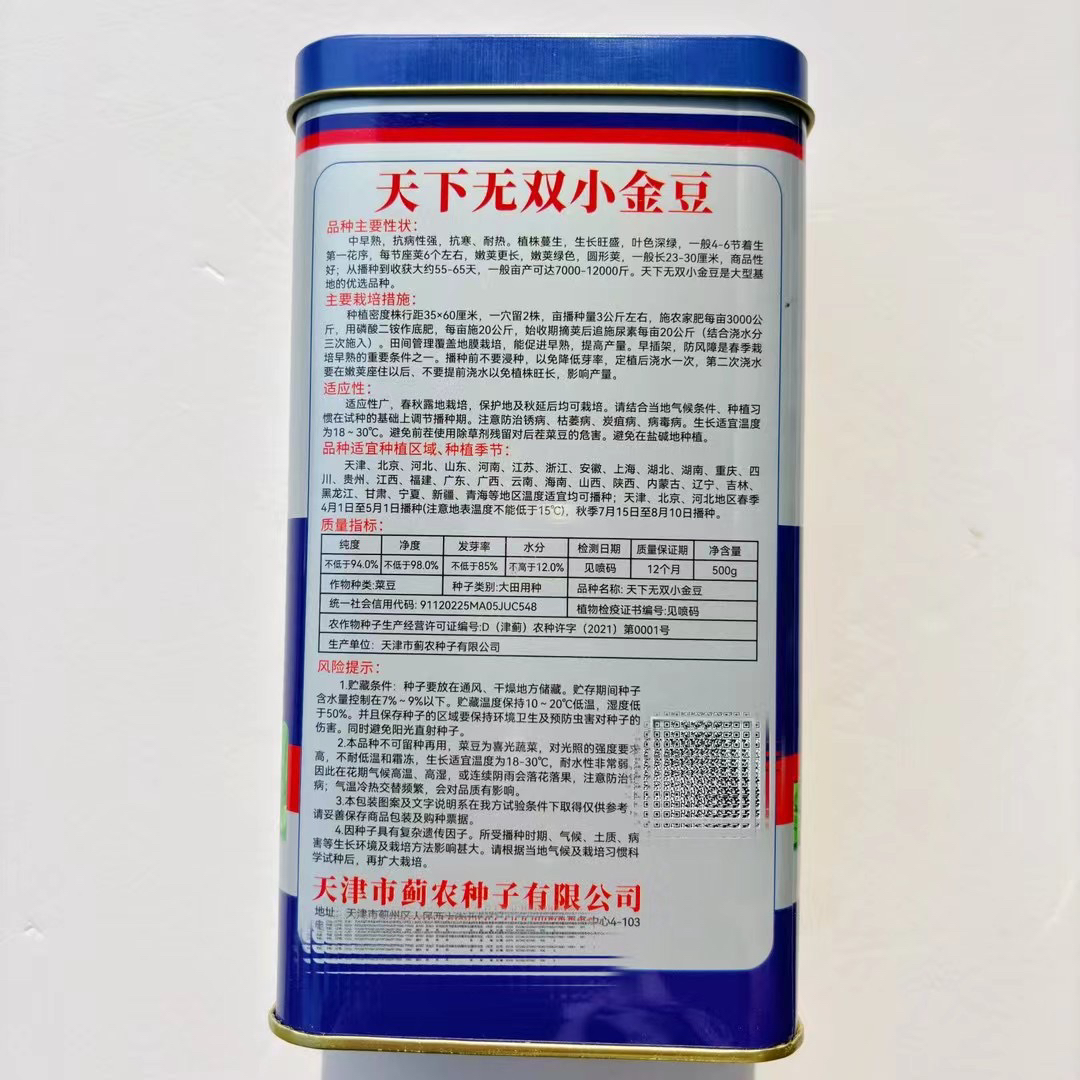 天下无双小金豆
品种主要性状：
中早熟，抗病性强，抗寒、耐热。植株蔓生，生长旺盛，叶色深绿，一般4-6节着生
第一花序，每节座荚6个左右，嫩荚更长，嫩荚绿色，圆形荚，一般长23-30厘米，商品性
好；从播种到收获大约55-65天，一般亩产可达7000-12000斤。天下无双小金豆是大型基
地的优选品种。
主要栽培措施：
种植密度株行距35×60厘米，一穴留2株，亩播种量3公斤左右，施农家肥每亩3000公
斤，用磷酸二铵作底肥，每亩施20公斤，始收期摘荚后追施尿素每亩20公斤（结合浇水分
三次施入）。田间管理覆盖地膜栽培，能促进早熟，提高产量。早插架，防风障是春季栽
培早熟的重要条件之一。播种前不要浸种，以免降低芽率，定植后浇水一次，第二次浇水
要在嫩荚座住以后、不要提前浇水以免植株旺长，影响产量。
适应性：
适应性广，春秋露地栽培，保护地及秋延后均可栽培。请结合当地气候条件、种植习
惯在试种的基础上调节播种期。注意防治锈病、枯萎病、炭疽病、病毒病。生长适宜温度
为18~30℃。避免前茬使用除草剂残留对后茬菜豆的危害。避免在盐碱地种植。
品种适宜种植区域、种植季节：
天津、北京、河北、山东、河南、江苏、浙江、安徽、上海、湖北、湖南、重庆、四
川、贵州、江西、福建、广东、广西、云南、海南、山西、陕西、内蒙古、辽宁、吉林、
黑龙江、甘肃、宁夏、新疆、青海等地区温度适宜均可播种；天津、北京、河北地区春季
4月1日至5月1日播种(注意地表温度不能低于15℃)，秋季7月15日至8月10日播种。
质量指标：
纯度 净度 发芽率 水分 检测日期 质量保证期 净含量
不低于94.0% 不低于98.0% 不低于85% 不高于12.0% 见喷码 12个月 500g
作物种类:菜豆 种子类别:大田用种 品种名称: 天下无双小金豆
统一社会信用代码: 91120225MA05JUC548 植物检疫证书编号:见喷码
农作物种子生产经营许可证编号:D（津蓟）农种许字（2021）第0001号
生产单位：天津市蓟农种子有限公司
风险提示：
1.贮藏条件：种子要放在通风、干燥地方储藏。贮存期间种子
含水量控制在7%~9%以下。贮藏温度保持10~20℃低温，湿度低
于50%。并且保存种子的区域要保持环境卫生及预防虫害对种子的
伤害。同时避免阳光直射种子。
2.本品种不可留种再用，菜豆为喜光蔬菜，对光照的强度要求
高，不耐低温和霜冻，生长适宜温度为18-30℃，耐水性非常弱，
因此在花期气候高温、高湿，或连续阴雨会落花落果，注意防治
病；气温冷热交替频繁，会对品质有影响。
3.本包装图案及文字说明系在我方试验条件下取得仅供参考，
请妥善保存商品包装及购种票据。
4.因种子具有复杂遗传因子。所受播种时期、气候、土质、病
害等生长环境及栽培方法影响甚大。请根据当地气候及栽培习惯科
学试种后，再扩大栽培。
天津市蓟农种子有限公司
地址：天津市蓟州区人民西 中心4-103